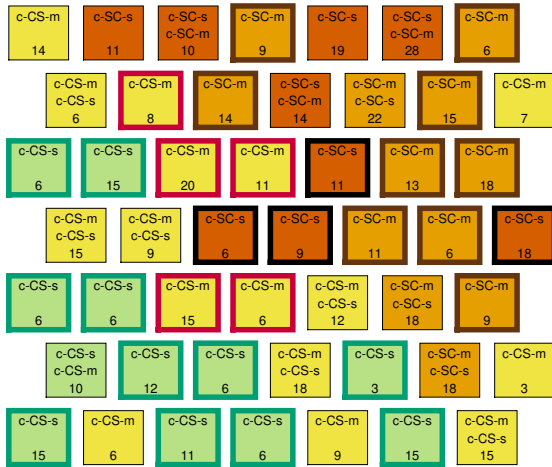 c-CS-m c-SC-s c-SC-s c-SC-m c-SC-s c-SC-s c-SC-m
c-SC-m c-SC-m
14 11 10 9 19 28 6
c-CS-m c-CS-m c-SC-m c-SC-s c-SC-m c-SC-m c-CS-m
c-CS-s c-SC-m c-SC-s
6 8 14 14 22 15 7
c-CS-s c-CS-s c-CS-m c-CS-m c-SC-s c-SC-m c-SC-m
6 15 20 11 11 13 18
c-CS-m c-CS-m c-SC-s c-SC-s c-SC-m c-SC-m c-SC-s
c-CS-s c-CS-s
15 9 6 9 11 6 18
c-CS-s c-CS-s c-CS-m c-CS-m c-CS-m c-SC-m c-SC-m
c-CS-s c-SC-s
6 6 15 6 12 18 9
c-CS-s c-CS-s c-CS-s c-CS-m c-CS-s c-SC-m c-CS-m
c-CS-m c-CS-s c-CS-s
10 12 6 18 3 18 3
c-CS-s c-CS-m c-CS-s c-CS-s c-CS-m c-CS-s c-CS-m
c-CS-s
15 6 11 6 9 15 15